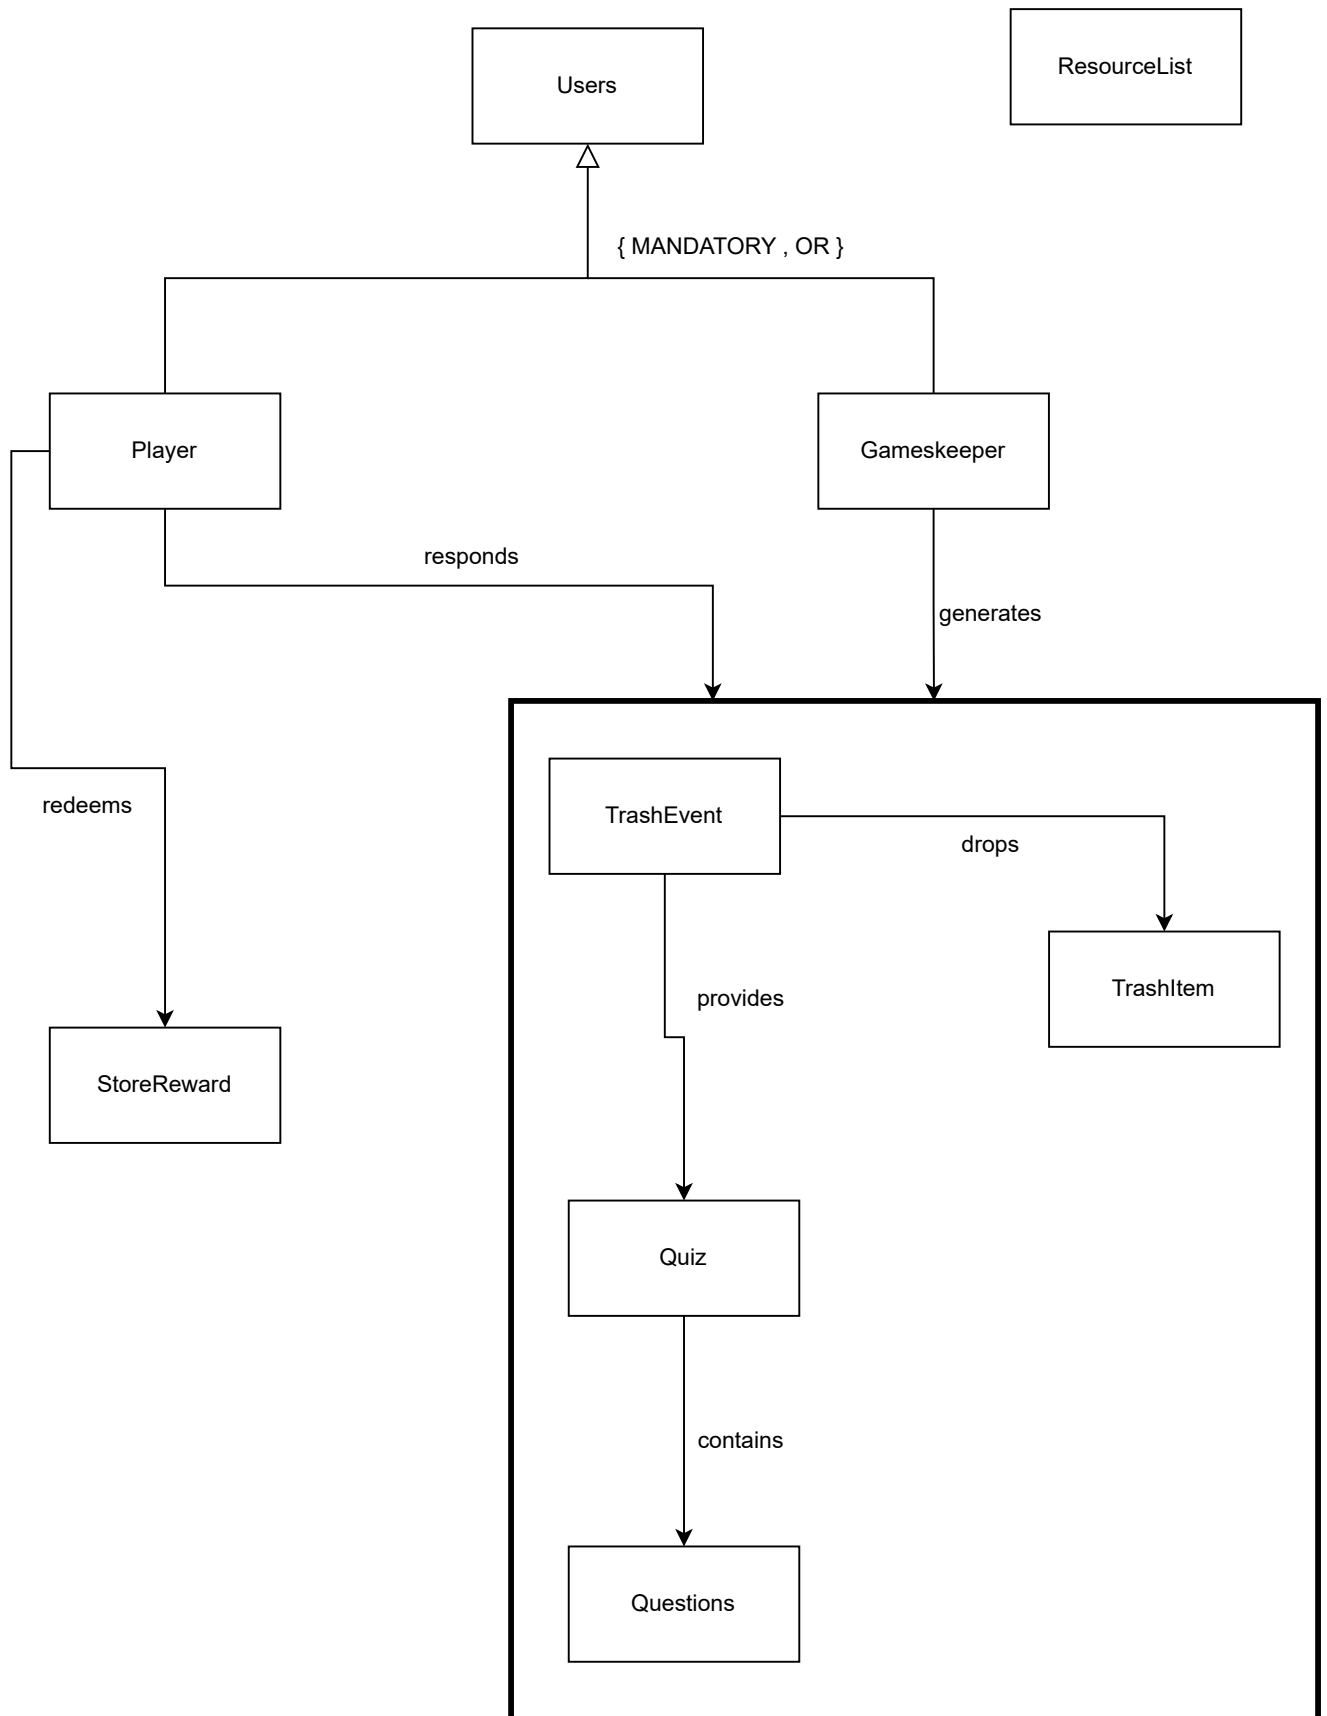 ResourceList
Users
{ MANDATORY , OR }
Player
Gameskeeper
responds
generates
redeems
TrashEvent
drops
TrashItem
provides
StoreReward
Quiz
contains
Questions